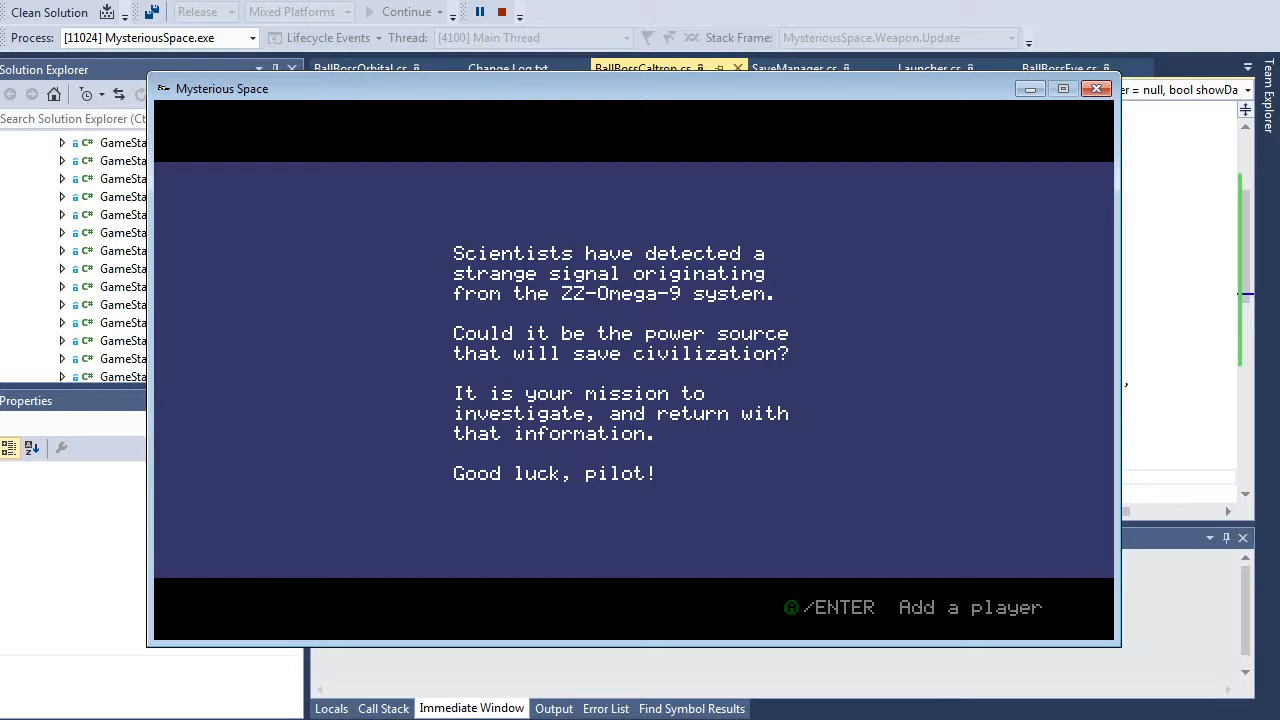 Clean Solution Release Mixed Platforms Continue
Process: [11024] MysteriousSpace.exe Lifecycle Events Thread: [4100] Main Thread Stack Frame: MysteriousSpace.Weapon.Update
Solution Explorer BallBossOrbital.cs Change Log.txt BallBossCaltron.cs SaveManager.cs Launcher.cs BallBossEye.cs
Team Explorer
Mysterious Space
er = null, bool showDa
Search Solution Explorer (Ct
C# GameSta
C# GameSta
C# GameSta
C# GameSta
C# GameSta
C# GameSta
C# GameSta
C# GameSta
C# GameSta
C# GameSta
C# GameSta
C# GameSta
C# GameSta
C# GameSta
Properties
Scientists have detected a
strange signal originating
from the ZZ-Omega-9 system.
Could it be the power source
that will save civilization?
It is your mission to
investigate, and return with
that information.
Good luck, pilot!
A/ENTER Add a player
Locals Call Stack Immediate Window Output Error List Find Symbol Results